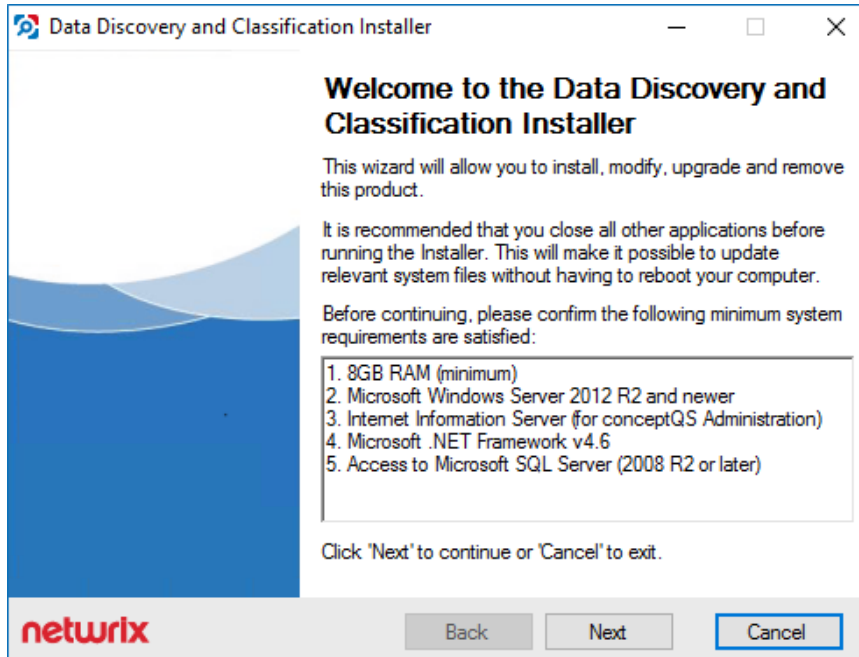 Data Discovery and Classification Installer
Welcome to the Data Discovery and
Classification Installer
This wizard will allow you to install, modify, upgrade and remove
this product.
It is recommended that you close all other applications before
running the Installer. This will make it possible to update
relevant system files without having to reboot your computer.
Before continuing, please confirm the following minimum system
requirements are satisfied:
1. 8GB RAM (minimum)
2. Microsoft Windows Server 2012 R2 and newer
3. Internet Information Server (for conceptQS Administration)
4. Microsoft .NET Framework v4.6
5. Access to Microsoft SQL Server (2008 R2 or later)
Click 'Next' to continue or 'Cancel' to exit.
netwrix
Back
Next
Cancel